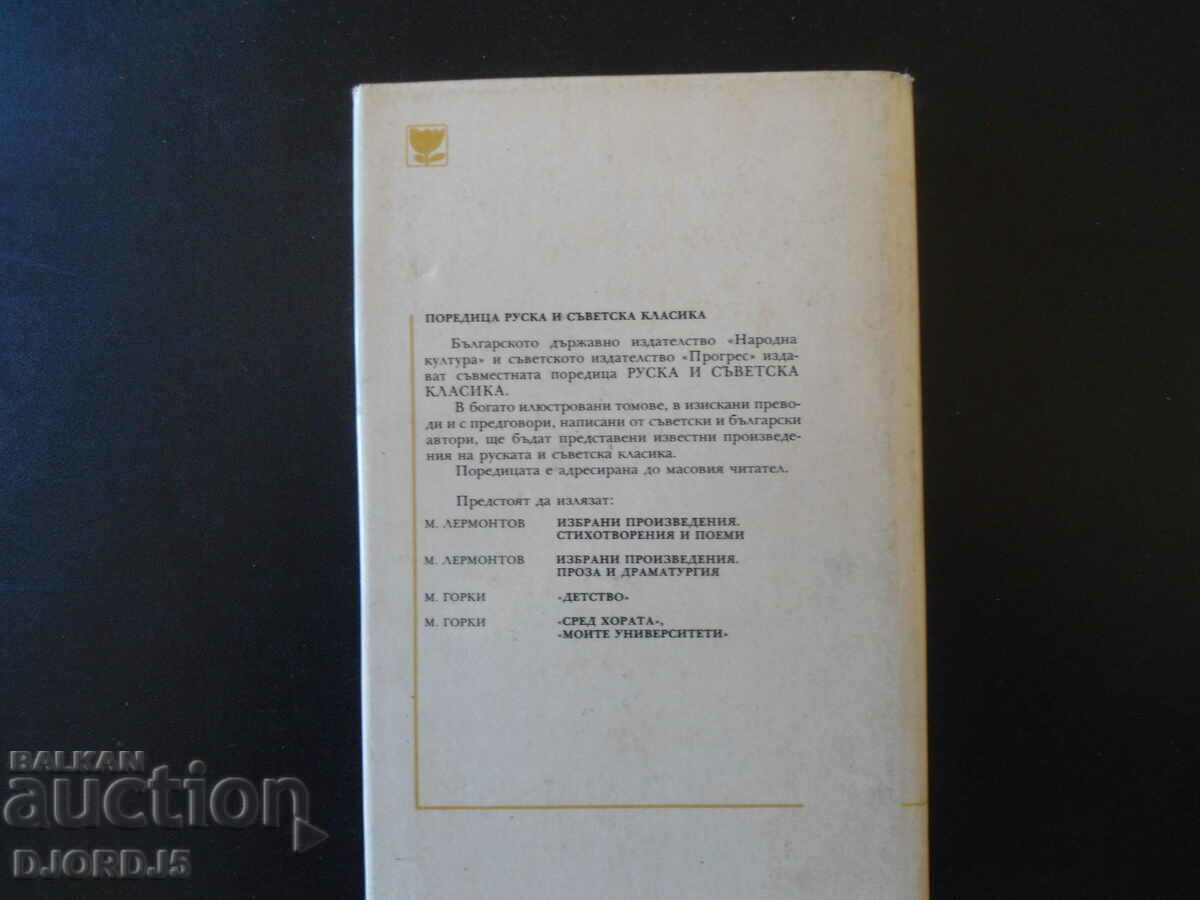 ПОРЕДИЦА РУСКА И СЪВЕТСКА КЛАСИКА
Българското държавно издателство «Народна
култура» и съветското издателство «Прогрес» изда-
ват съвместната поредица РУСКА И СЪВЕТСКА
КЛАСИКА.
В богато илюстровани томове, в изискани прево-
ди и с предговори, написани от съветски и български
автори, ще бъдат представени известни произведе-
ния на руската и съветска класика.
Поредицата е адресирана до масовия читател.
Предстоят да излязат:
М. ЛЕРМОНТОВ ИЗБРАНИ ПРОИЗВЕДЕНИЯ.
СТИХОТВОРЕНИЯ И ПОЕМИ
М. ЛЕРМОНТОВ ИЗБРАНИ ПРОИЗВЕДЕНИЯ.
ПРОЗА И ДРАМАТУРГИЯ
М. ГОРКИ «ДЕТСТВО»
М. ГОРКИ «СРЕД ХОРАТА»,
«МОИТЕ УНИВЕРСИТЕТИ»
BALKAN
auction
DJORDJ5